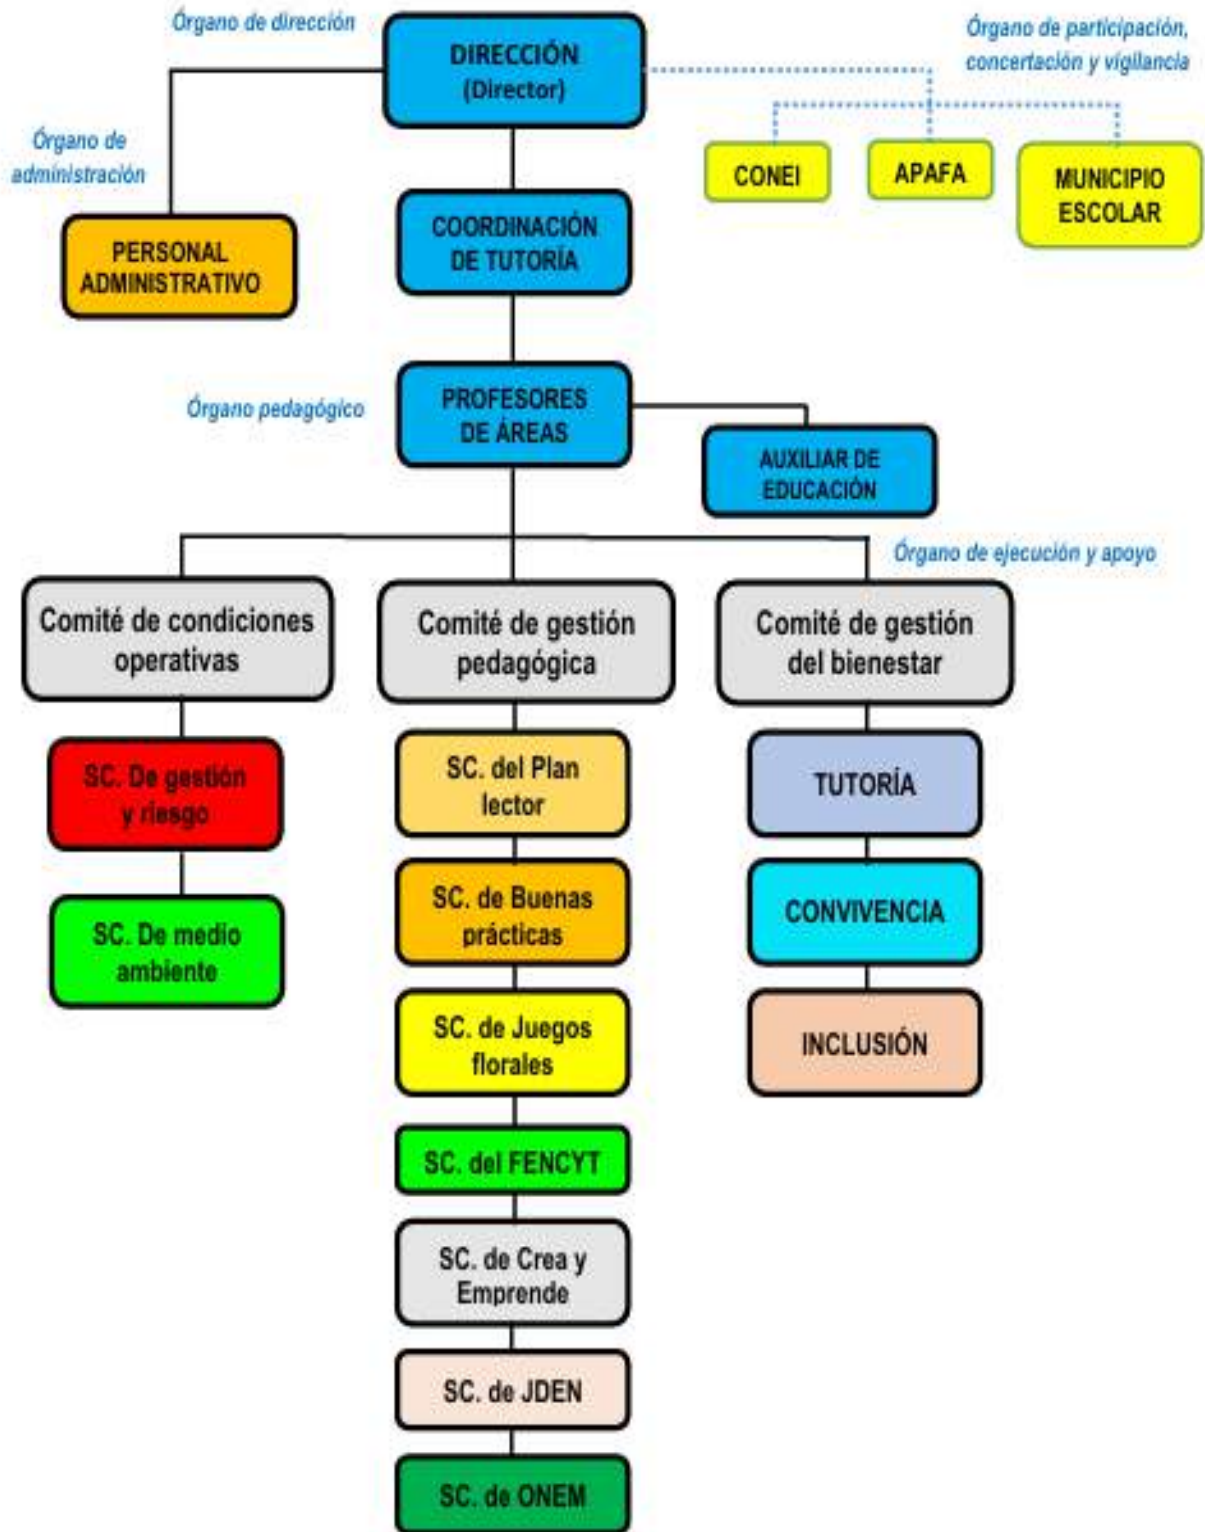 Órgano de dirección
DIRECCIÓN
(Director)
Órgano de participación,
concertación y vigilancia
Órgano de
administración
CONEI
APAFA
MUNICIPIO
ESCOLAR
PERSONAL
ADMINISTRATIVO
COORDINACIÓN
DE TUTORÍA
Órgano pedagógico
PROFESORES
DE ÁREAS
AUXILIAR DE
EDUCACIÓN
Órgano de ejecución y apoyo
Comité de condiciones
operativas
Comité de gestión
pedagógica
Comité de gestión
del bienestar
SC. De gestión
y riesgo
SC. De medio
ambiente
SC. del Plan
lector
SC. de Buenas
prácticas
SC. de Juegos
florales
SC. del FENCYT
SC. de Crea y
Emprende
SC. de JDEN
SC. de ONEM
TUTORÍA
CONVIVENCIA
INCLUSIÓN